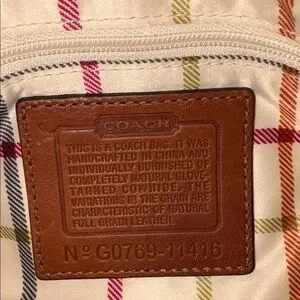 COACH
THIS IS A COACH BAG. IT WAS
HANDCRAFTED IN CHINA AND
INDIVIDUALLY BURNISHED OF
COMPLETELY NATURAL GLOVE-
TANNED COWHIDE. THE
VARIATIONS IN THE GRAIN ARE
CHARACTERISTIC OF NATURAL
FULL GRAIN LEATHER.
Nº G0769-11416